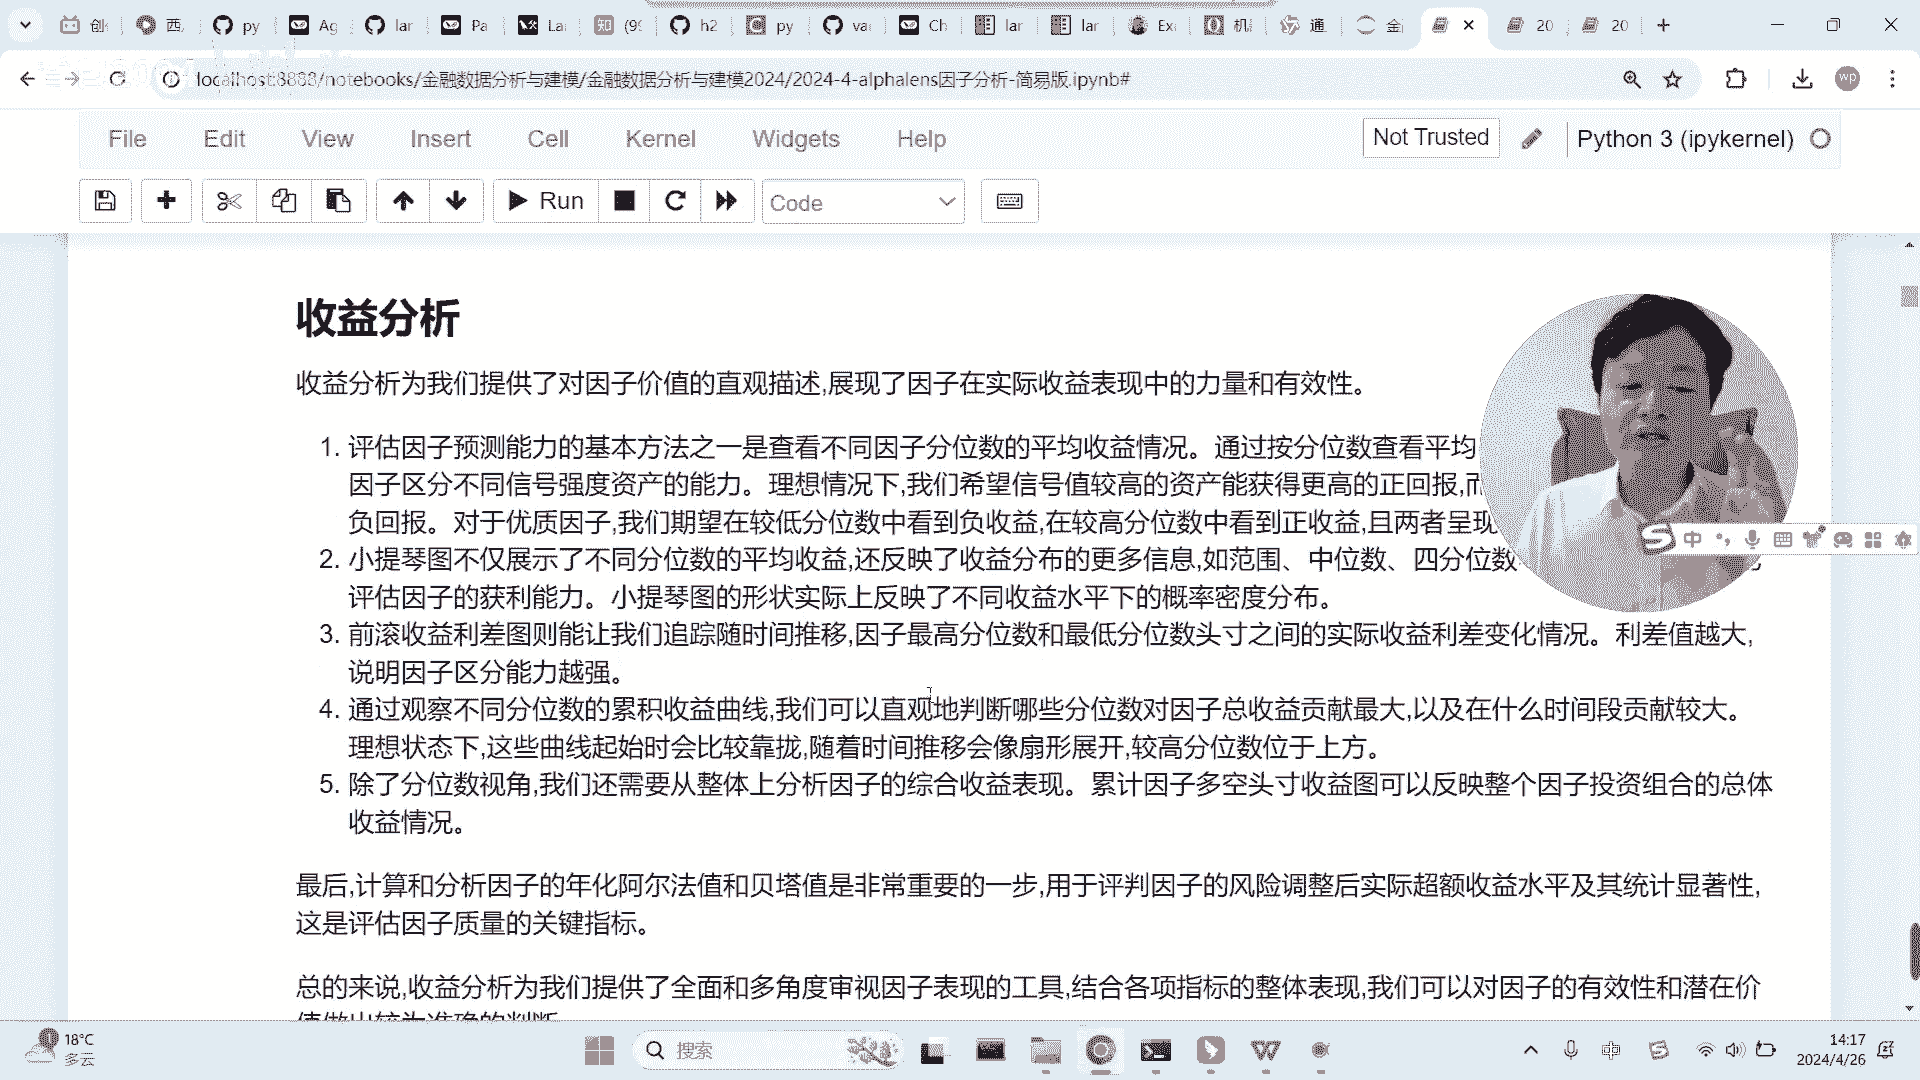 创
西
py
Ag
lar
Pa
La
知 (9
h2
py
va
Ch
lar
lar
Ex
机
通
金
20
20
localhost:8888/notebooks/金融数据分析与建模/金融数据分析与建模2024/2024-4-alphalens因子分析-简易版.ipynb#
wp
File Edit View Insert Cell Kernel Widgets Help
Not Trusted
Python 3 (ipykernel)
Run
Code
收益分析
收益分析为我们提供了对因子价值的直观描述,展现了因子在实际收益表现中的力量和有效性。
1. 评估因子预测能力的基本方法之一是查看不同因子分位数的平均收益情况。通过按分位数查看平均
因子区分不同信号强度资产的能力。理想情况下,我们希望信号值较高的资产能获得更高的正回报,而
负回报。对于优质因子,我们期望在较低分位数中看到负收益,在较高分位数中看到正收益,且两者呈现
2. 小提琴图不仅展示了不同分位数的平均收益,还反映了收益分布的更多信息,如范围、中位数、四分位数
评估因子的获利能力。小提琴图的形状实际上反映了不同收益水平下的概率密度分布。
3. 前滚收益利差图则能让我们追踪随时间推移,因子最高分位数和最低分位数头寸之间的实际收益利差变化情况。利差值越大,
说明因子区分能力越强。
4. 通过观察不同分位数的累积收益曲线,我们可以直观地判断哪些分位数对因子总收益贡献最大,以及在什么时间段贡献较大。
理想状态下,这些曲线起始时会比较靠拢,随着时间推移会像扇形展开,较高分位数位于上方。
5. 除了分位数视角,我们还需要从整体上分析因子的综合收益表现。累计因子多空头寸收益图可以反映整个因子投资组合的总体
收益情况。
最后,计算和分析因子的年化阿尔法值和贝塔值是非常重要的一步,用于评判因子的风险调整后实际超额收益水平及其统计显著性,
这是评估因子质量的关键指标。
总的来说,收益分析为我们提供了全面和多角度审视因子表现的工具,结合各项指标的整体表现,我们可以对因子的有效性和潜在价
值做出较为准确的判断
中
18°C
多云
搜索
中
14:17
2024/4/26